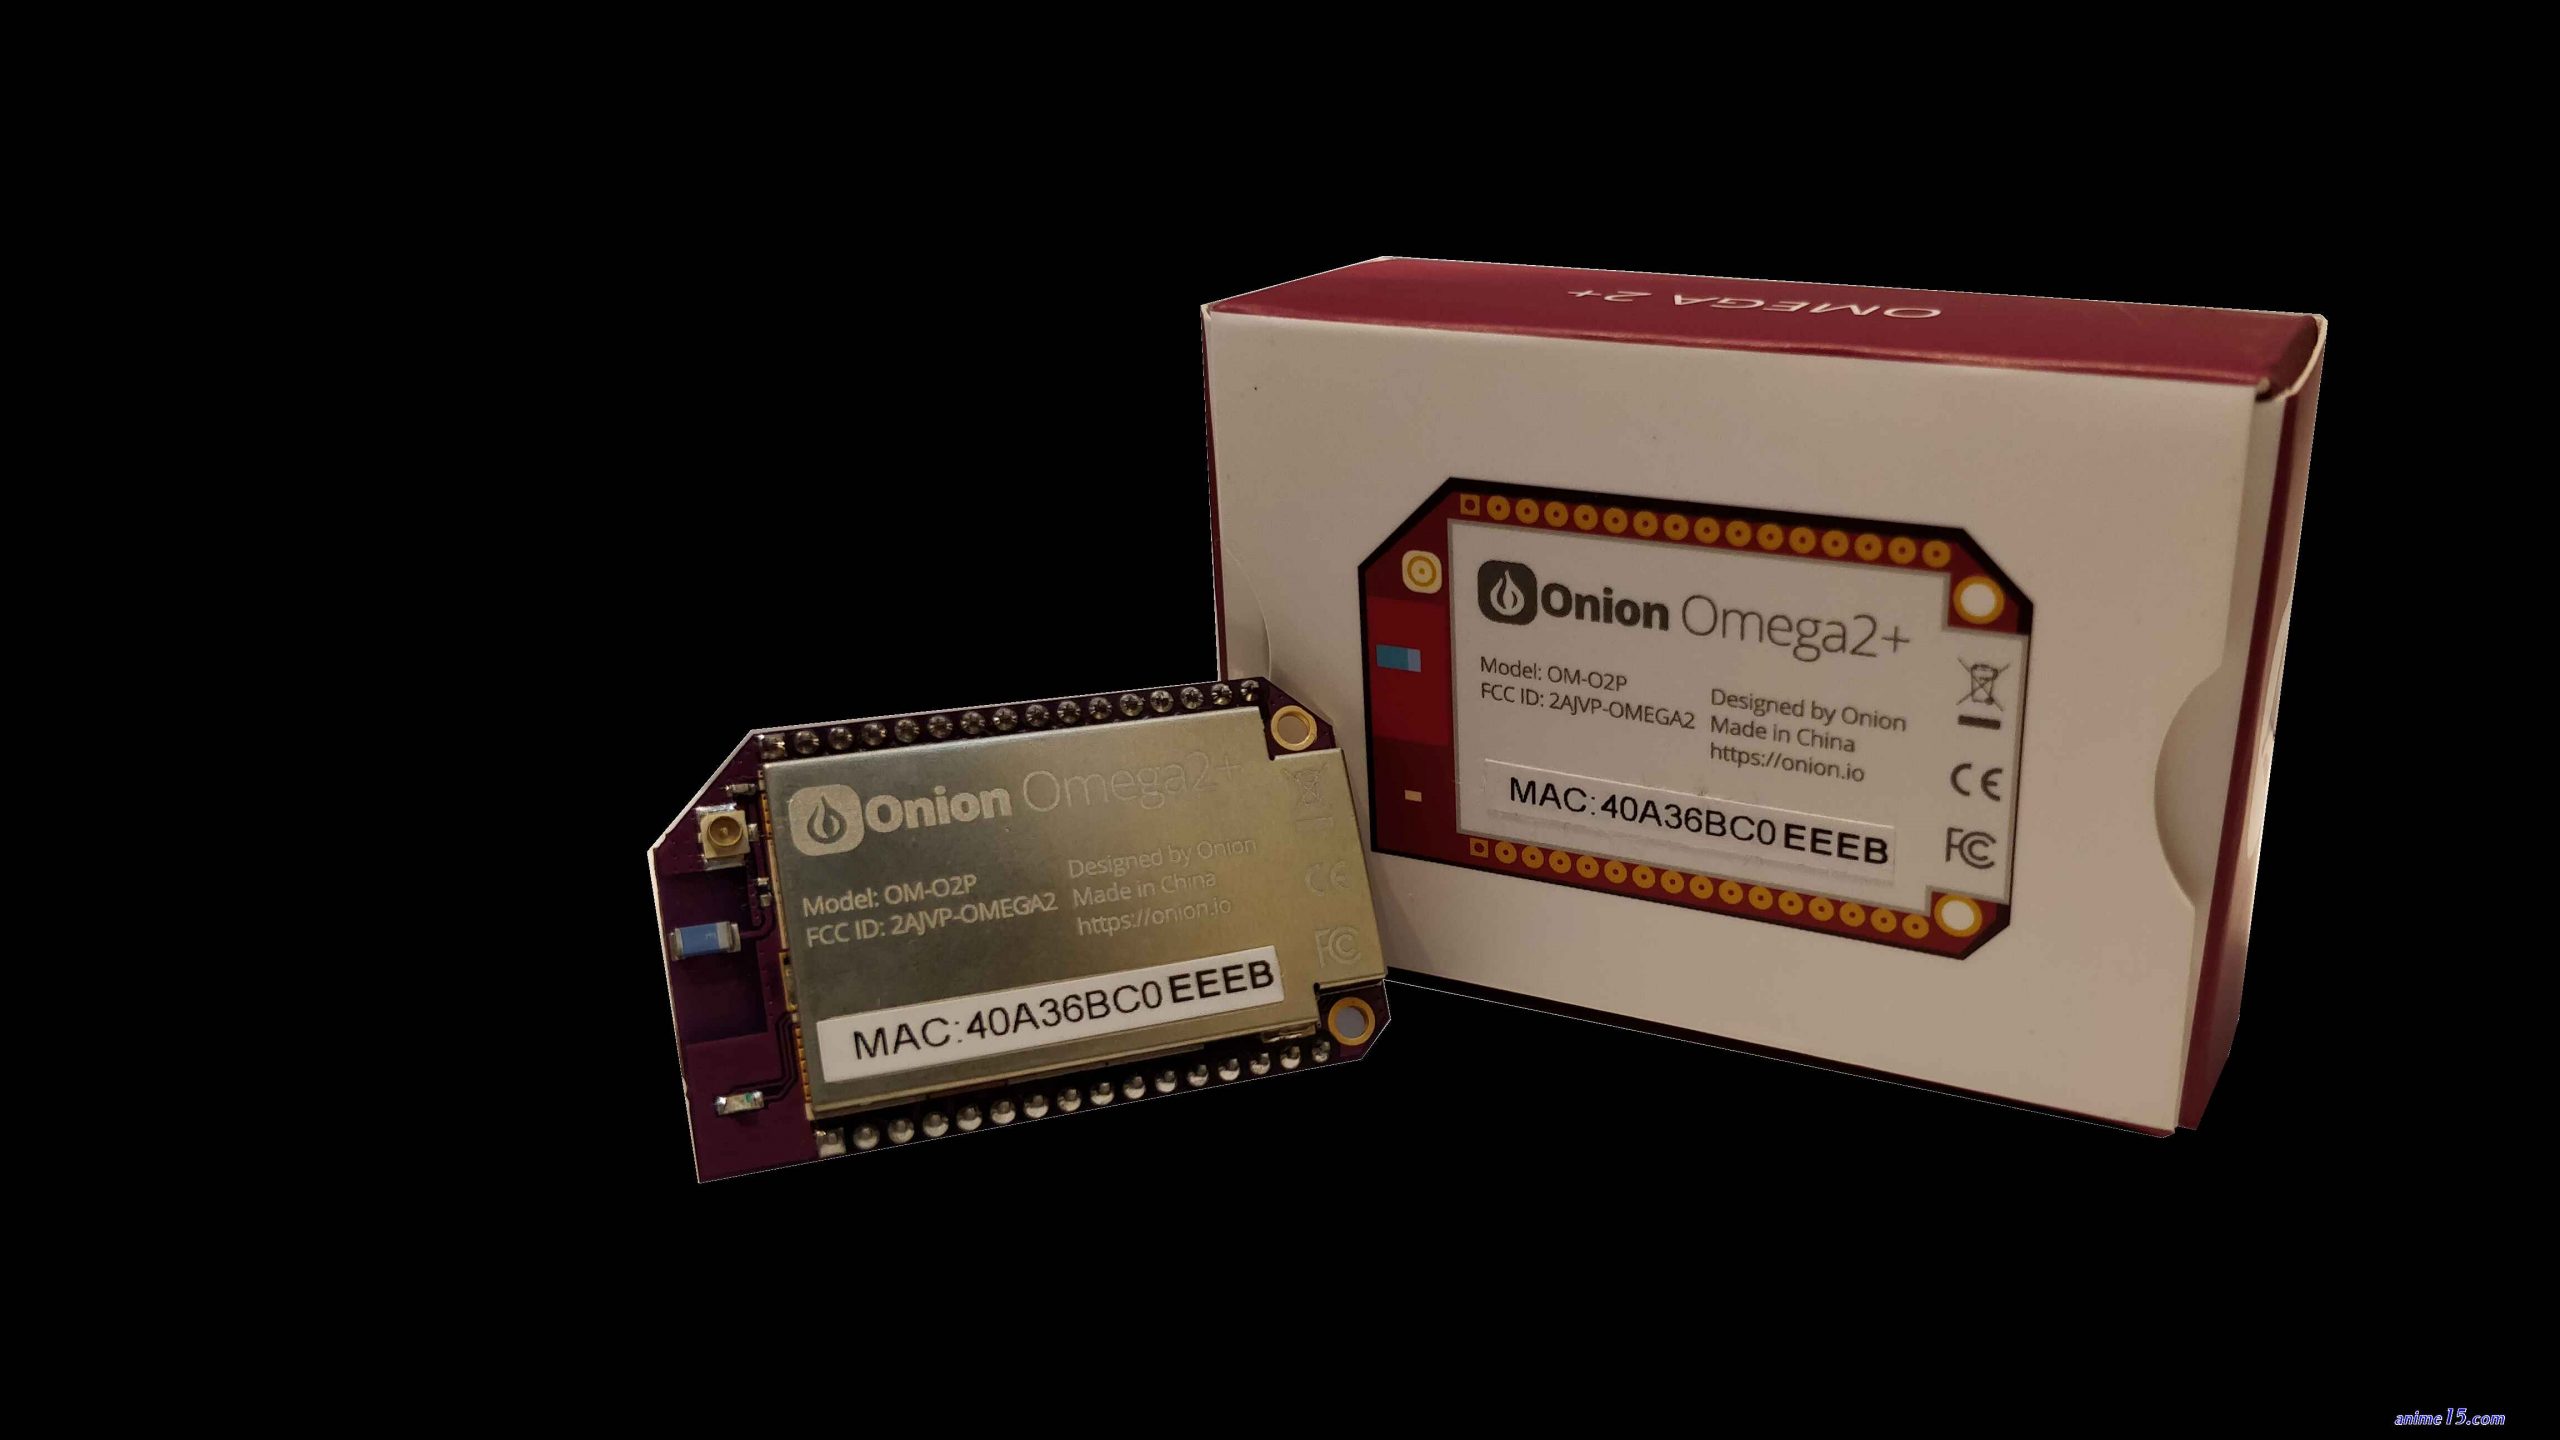 OMEGA 2+
Onion Omega2+
Model: OM-O2P
FCC ID: 2AJVP-OMEGA2
Designed by Onion
Made in China
https://onion.io
CE
FC
MAC:40A36BC0EEEB
Onion Omega2+
Model: OM-O2P
FCC ID: 2AJVP-OMEGA2
Designed by Onion
Made in China
https://onion.io
CE
FC
MAC:40A36BC0EEEB
anime15.com